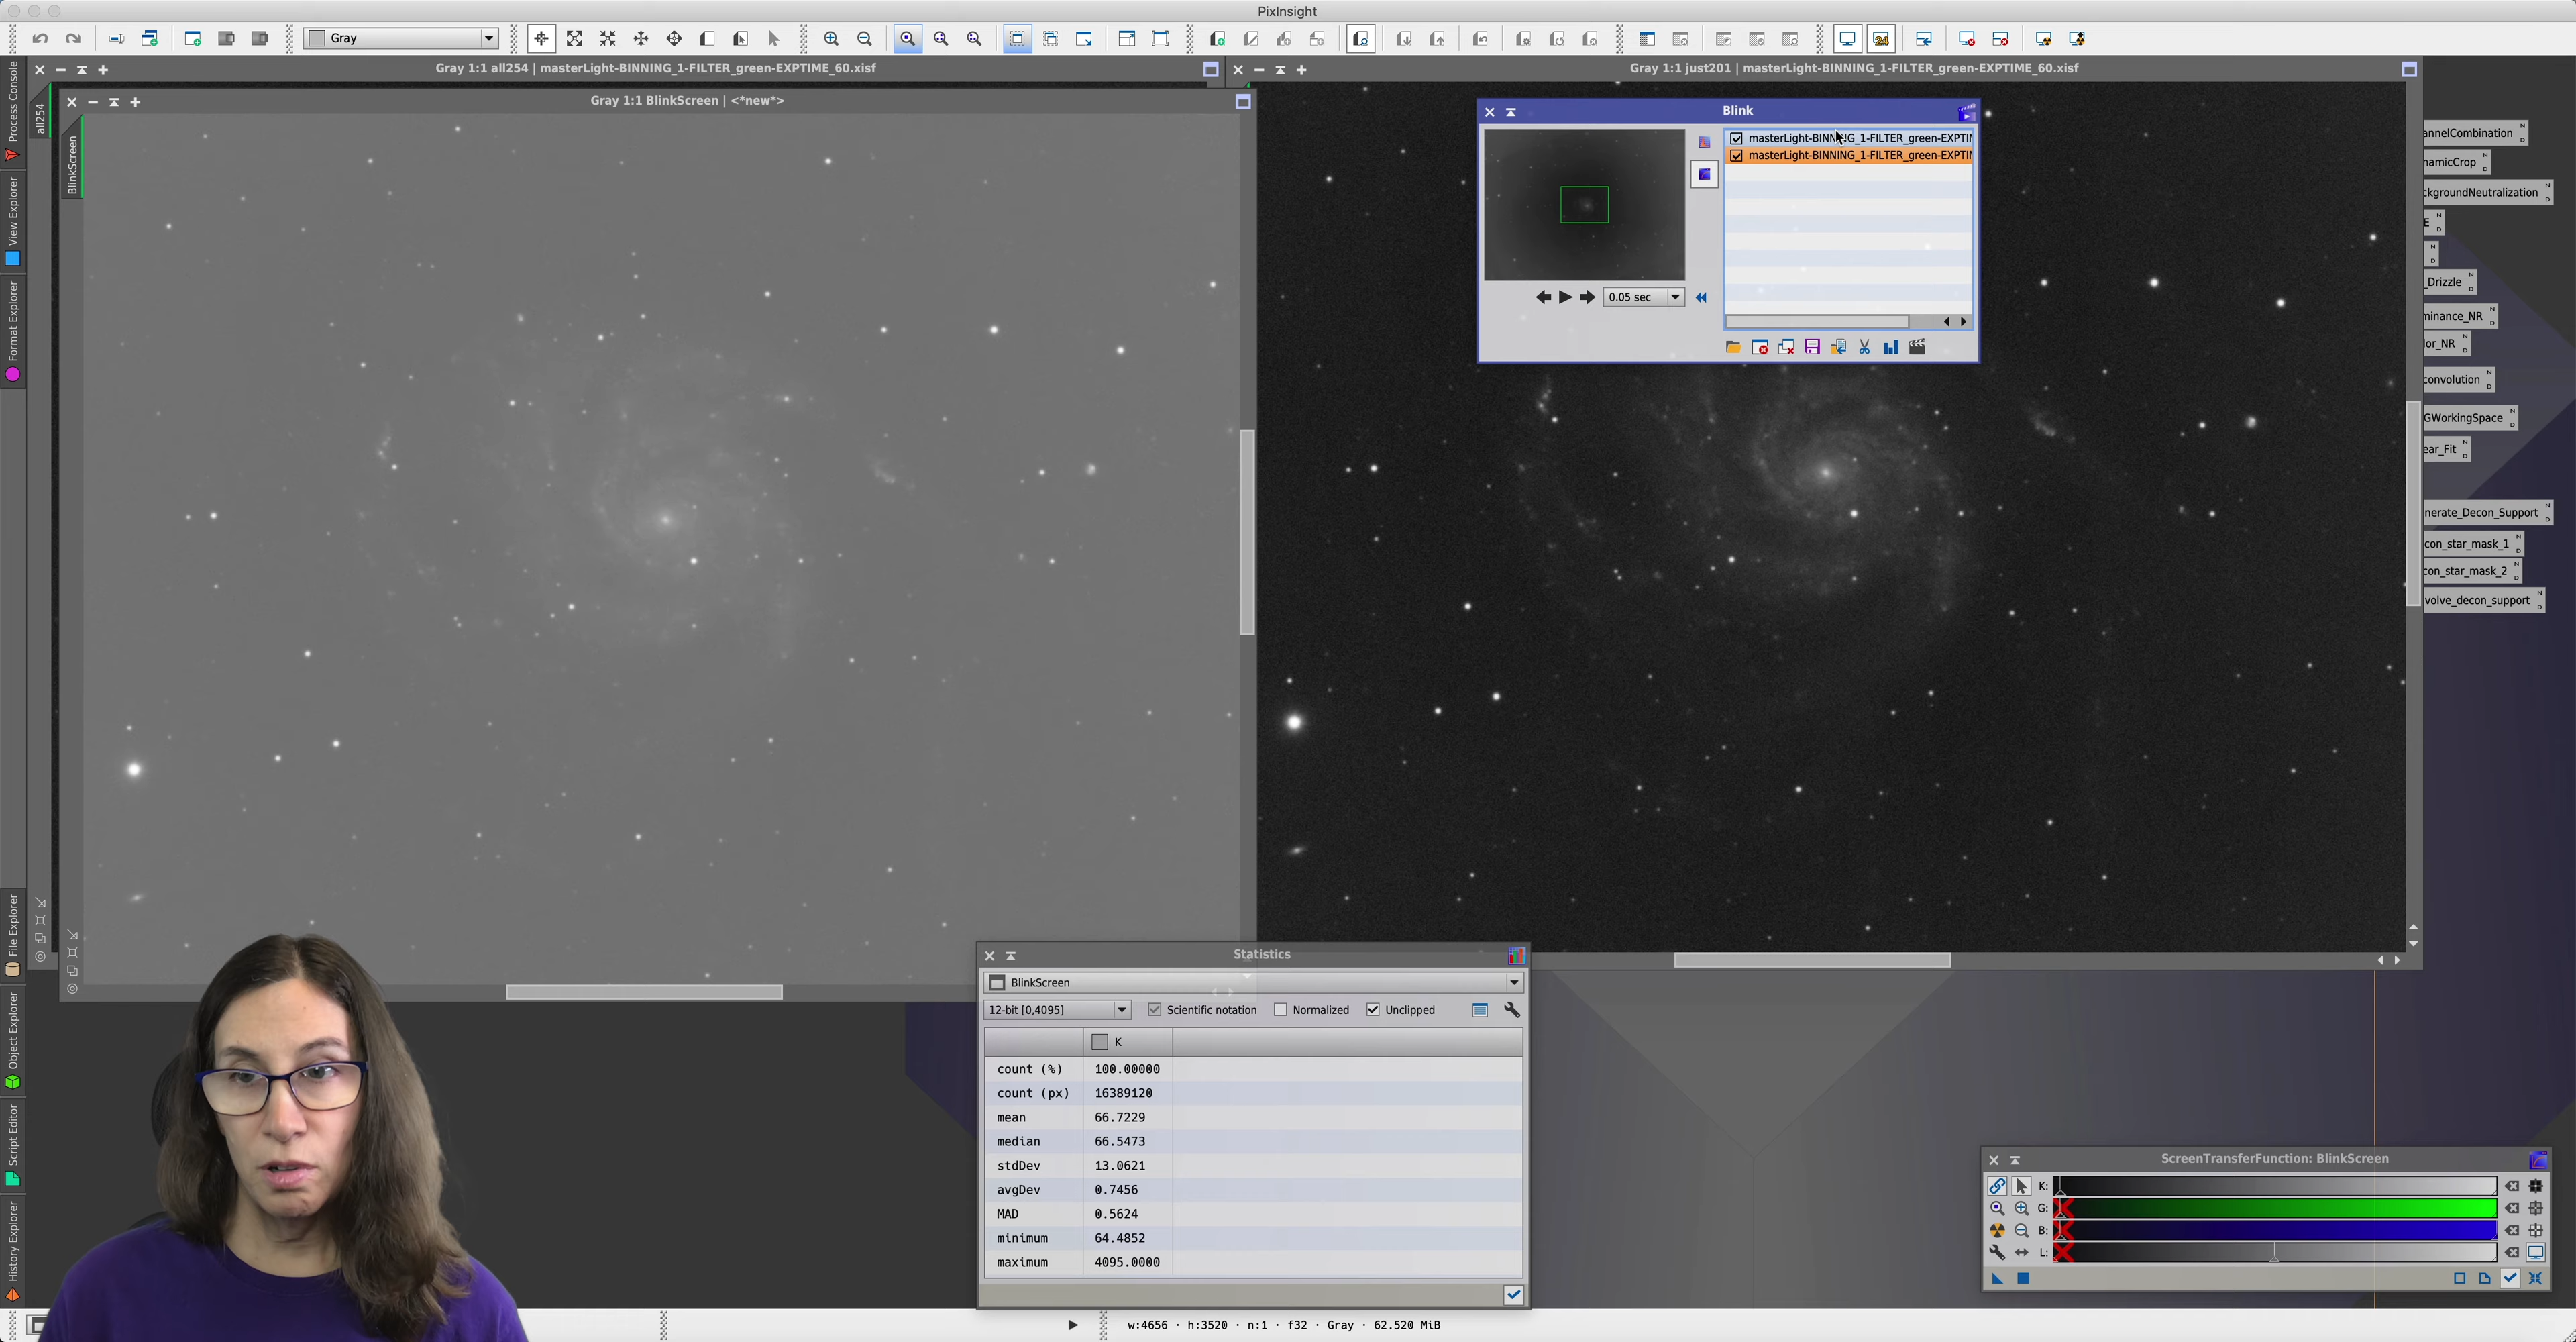 PixInsight
Gray
Gray 1:1 all254 | masterLight-BINNING_1-FILTER_green-EXPTIME_60.xisf
Gray 1:1 just201 | masterLight-BINNING_1-FILTER_green-EXPTIME_60.xisf
Gray 1:1 BlinkScreen | <*new*>
Process Console
View Explorer
Format Explorer
File Explorer
Object Explorer
Script Editor
History Explorer
all254
BlinkScreen
Blink
masterLight-BINNING_1-FILTER_green-EXPTIM
masterLight-BINNING_1-FILTER_green-EXPTIM
0.05 sec
annelCombination
namicCrop
ckgroundNeutralization
E
_Drizzle
minance_NR
lor_NR
convolution
GWorkingSpace
ear_Fit
nerate_Decon_Support
con_star_mask_1
con_star_mask_2
volve_decon_support
Statistics
BlinkScreen
12-bit [0,4095]
Scientific notation
Normalized
Unclipped
K
count (%) 100.00000
count (px) 16389120
mean 66.7229
median 66.5473
stdDev 13.0621
avgDev 0.7456
MAD 0.5624
minimum 64.4852
maximum 4095.0000
ScreenTransferFunction: BlinkScreen
K:
G:
B:
L:
w:4656 · h:3520 · n:1 · f32 · Gray · 62.520 MiB